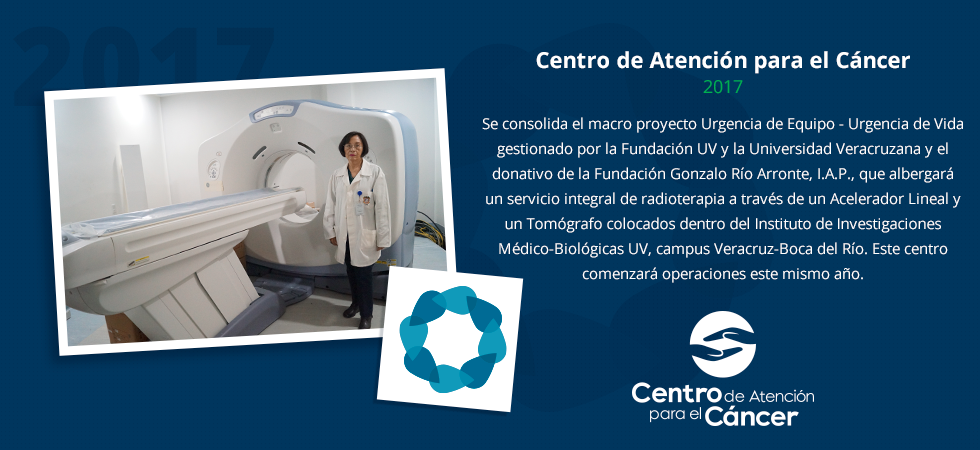 2017
Centro de Atención para el Cáncer
2017
Se consolida el macro proyecto Urgencia de Equipo - Urgencia de Vida
gestionado por la Fundación UV y la Universidad Veracruzana y el
donativo de la Fundación Gonzalo Río Arronte, I.A.P., que albergará
un servicio integral de radioterapia a través de un Acelerador Lineal y
un Tomógrafo colocados dentro del Instituto de Investigaciones
Médico-Biológicas UV, campus Veracruz-Boca del Río. Este centro
comenzará operaciones este mismo año.
Centro de Atención
para el Cáncer